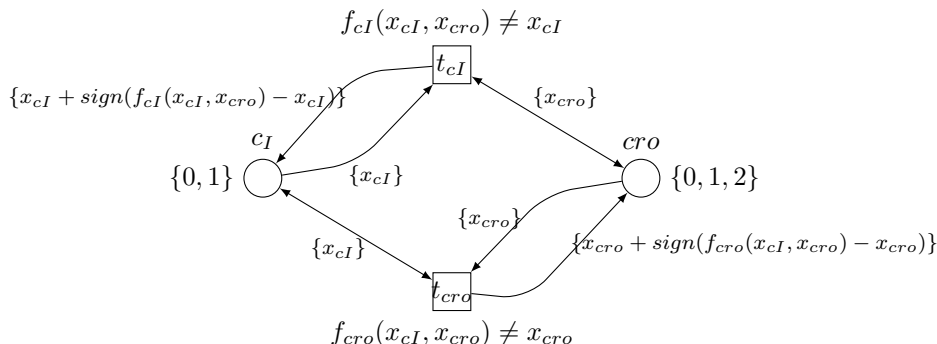 f_{cI}(x_{cI}, x_{cro}) ≠ x_{cI}
t_{cI}
{x_{cI} + sign(f_{cI}(x_{cI}, x_{cro}) − x_{cI})}
{x_{cro}}
c_I
cro
{0, 1}
{x_{cI}}
{0, 1, 2}
{x_{cro}}
{x_{cI}}
{x_{cro} + sign(f_{cro}(x_{cI}, x_{cro}) − x_{cro})}
t_{cro}
f_{cro}(x_{cI}, x_{cro}) ≠ x_{cro}